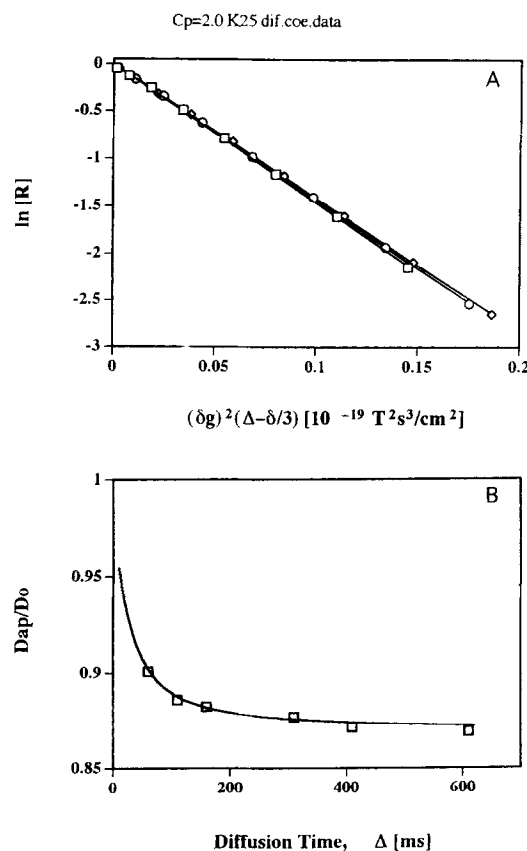 Cp=2.0 K25 dif.coe.data
A
0
-0.5
-1
-1.5
-2
-2.5
-3
ln [R]
0
0.05
0.1
0.15
0.2
(δg)²(Δ-δ/3) [10 ⁻¹⁹ T²s³/cm²]
B
1
0.95
0.9
0.85
Dap/Do
0
200
400
600
Diffusion Time, Δ [ms]